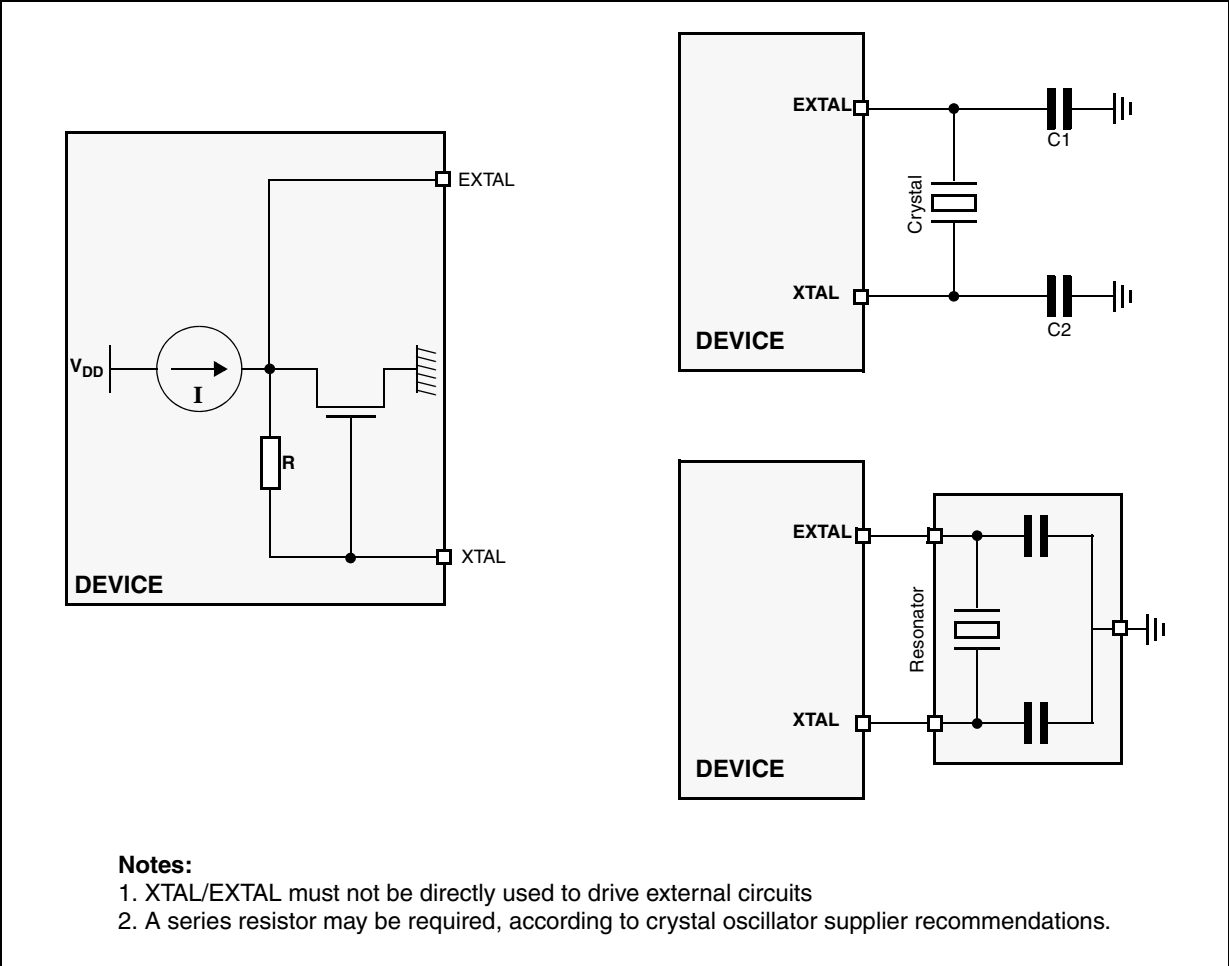 EXTAL
V_DD
I
R
XTAL
DEVICE
EXTAL
C1
Crystal
XTAL
C2
DEVICE
EXTAL
Resonator
XTAL
DEVICE
Notes:
1. XTAL/EXTAL must not be directly used to drive external circuits
2. A series resistor may be required, according to crystal oscillator supplier recommendations.